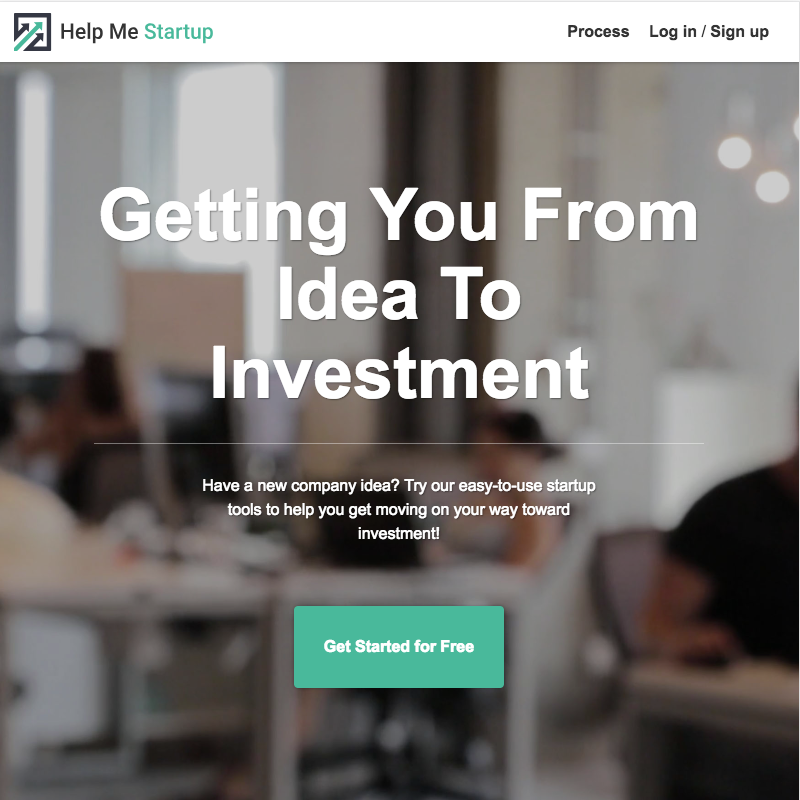 Help Me Startup
Process
Log in / Sign up
Getting You From
Idea To
Investment
Have a new company idea? Try our easy-to-use startup
tools to help you get moving on your way toward
investment!
Get Started for Free